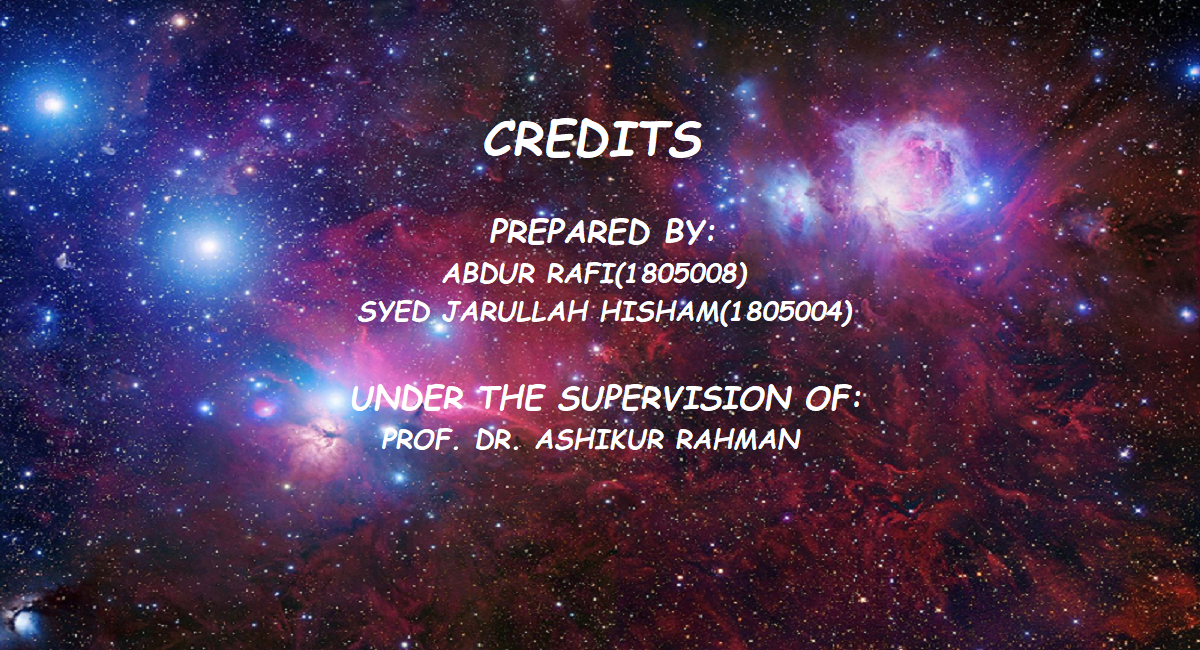 CREDITS
PREPARED BY:
ABDUR RAFI(1805008)
SYED JARULLAH HISHAM(1805004)
UNDER THE SUPERVISION OF:
PROF. DR. ASHIKUR RAHMAN